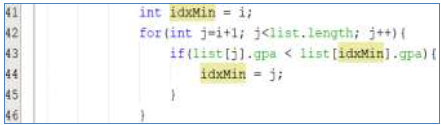 41 int idxMin = i;
42 for(int j=i+1; j<list.length; j++){
43 if(list[j].gpa < list[idxMin].gpa){
44 idxMin = j;
45 }
46 }